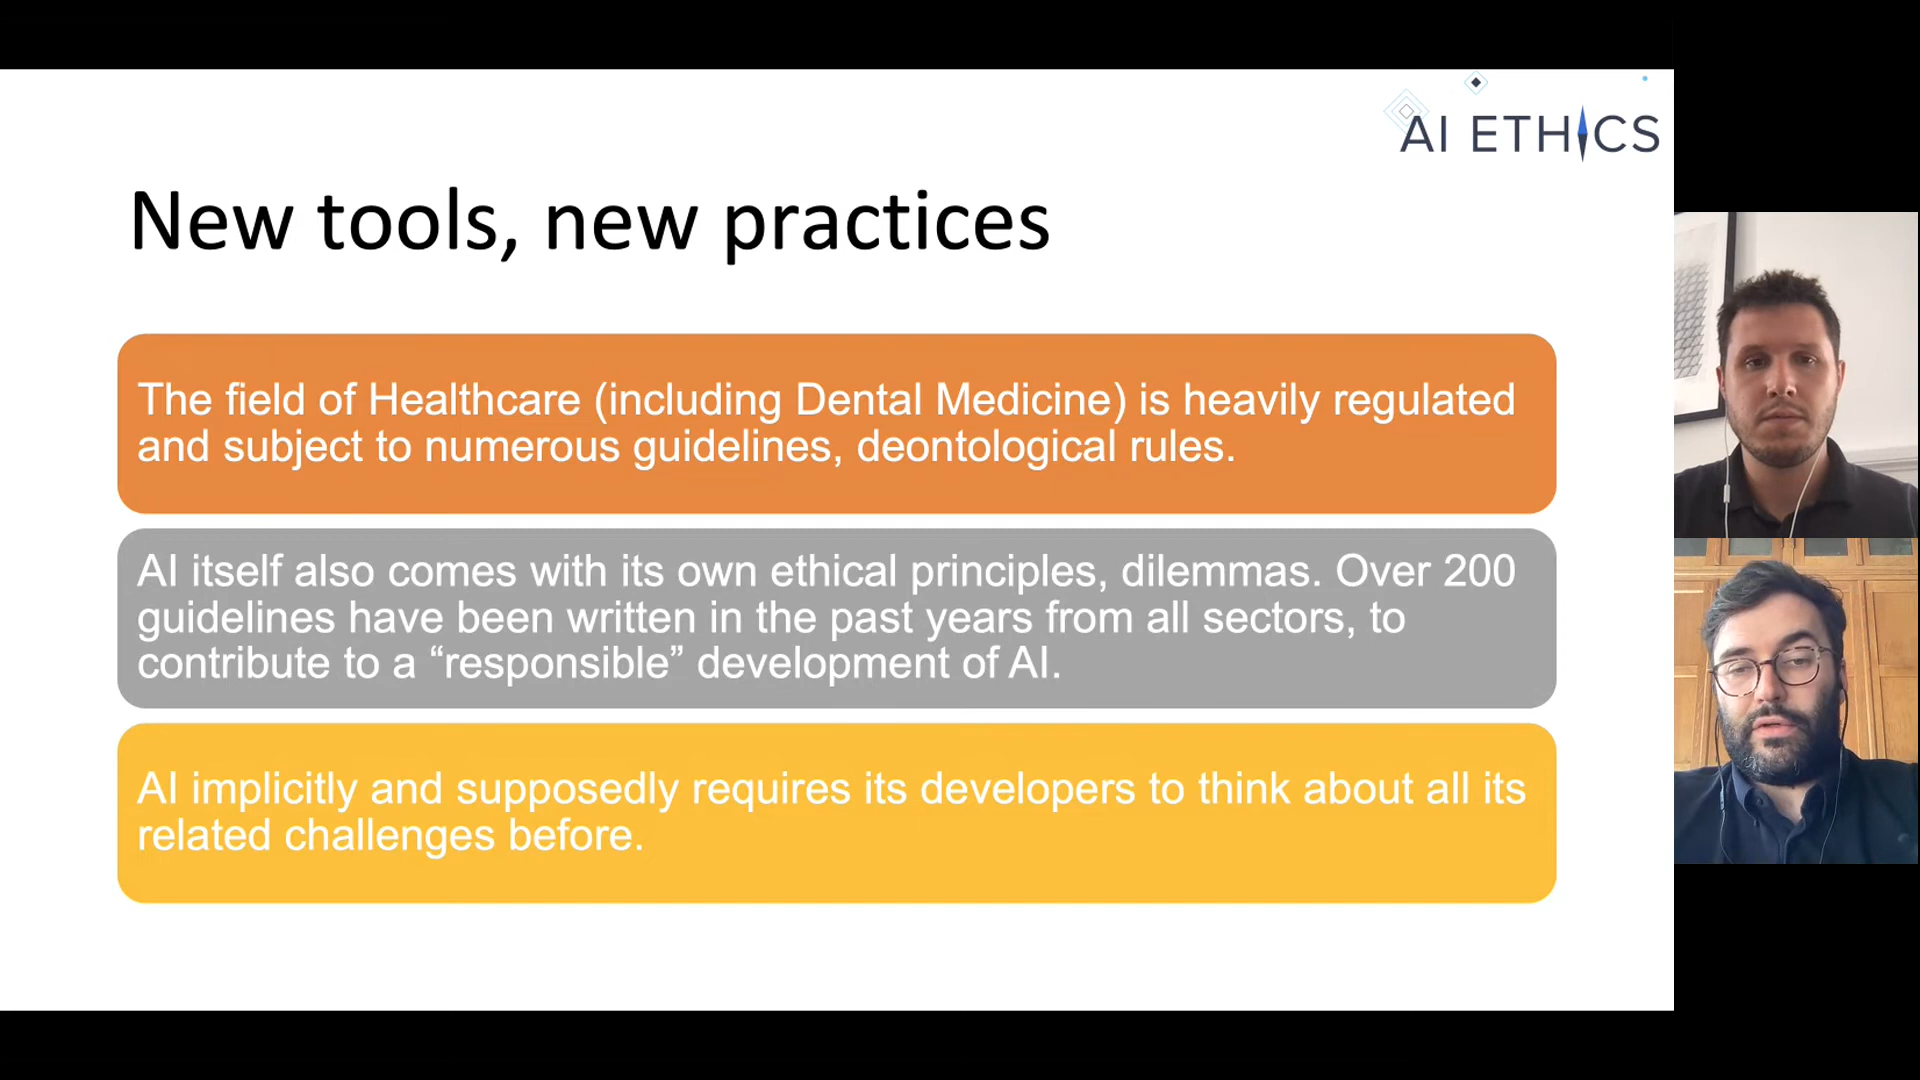 AI ETHICS
New tools, new practices
The field of Healthcare (including Dental Medicine) is heavily regulated
and subject to numerous guidelines, deontological rules.
AI itself also comes with its own ethical principles, dilemmas. Over 200
guidelines have been written in the past years from all sectors, to
contribute to a “responsible” development of AI.
AI implicitly and supposedly requires its developers to think about all its
related challenges before.